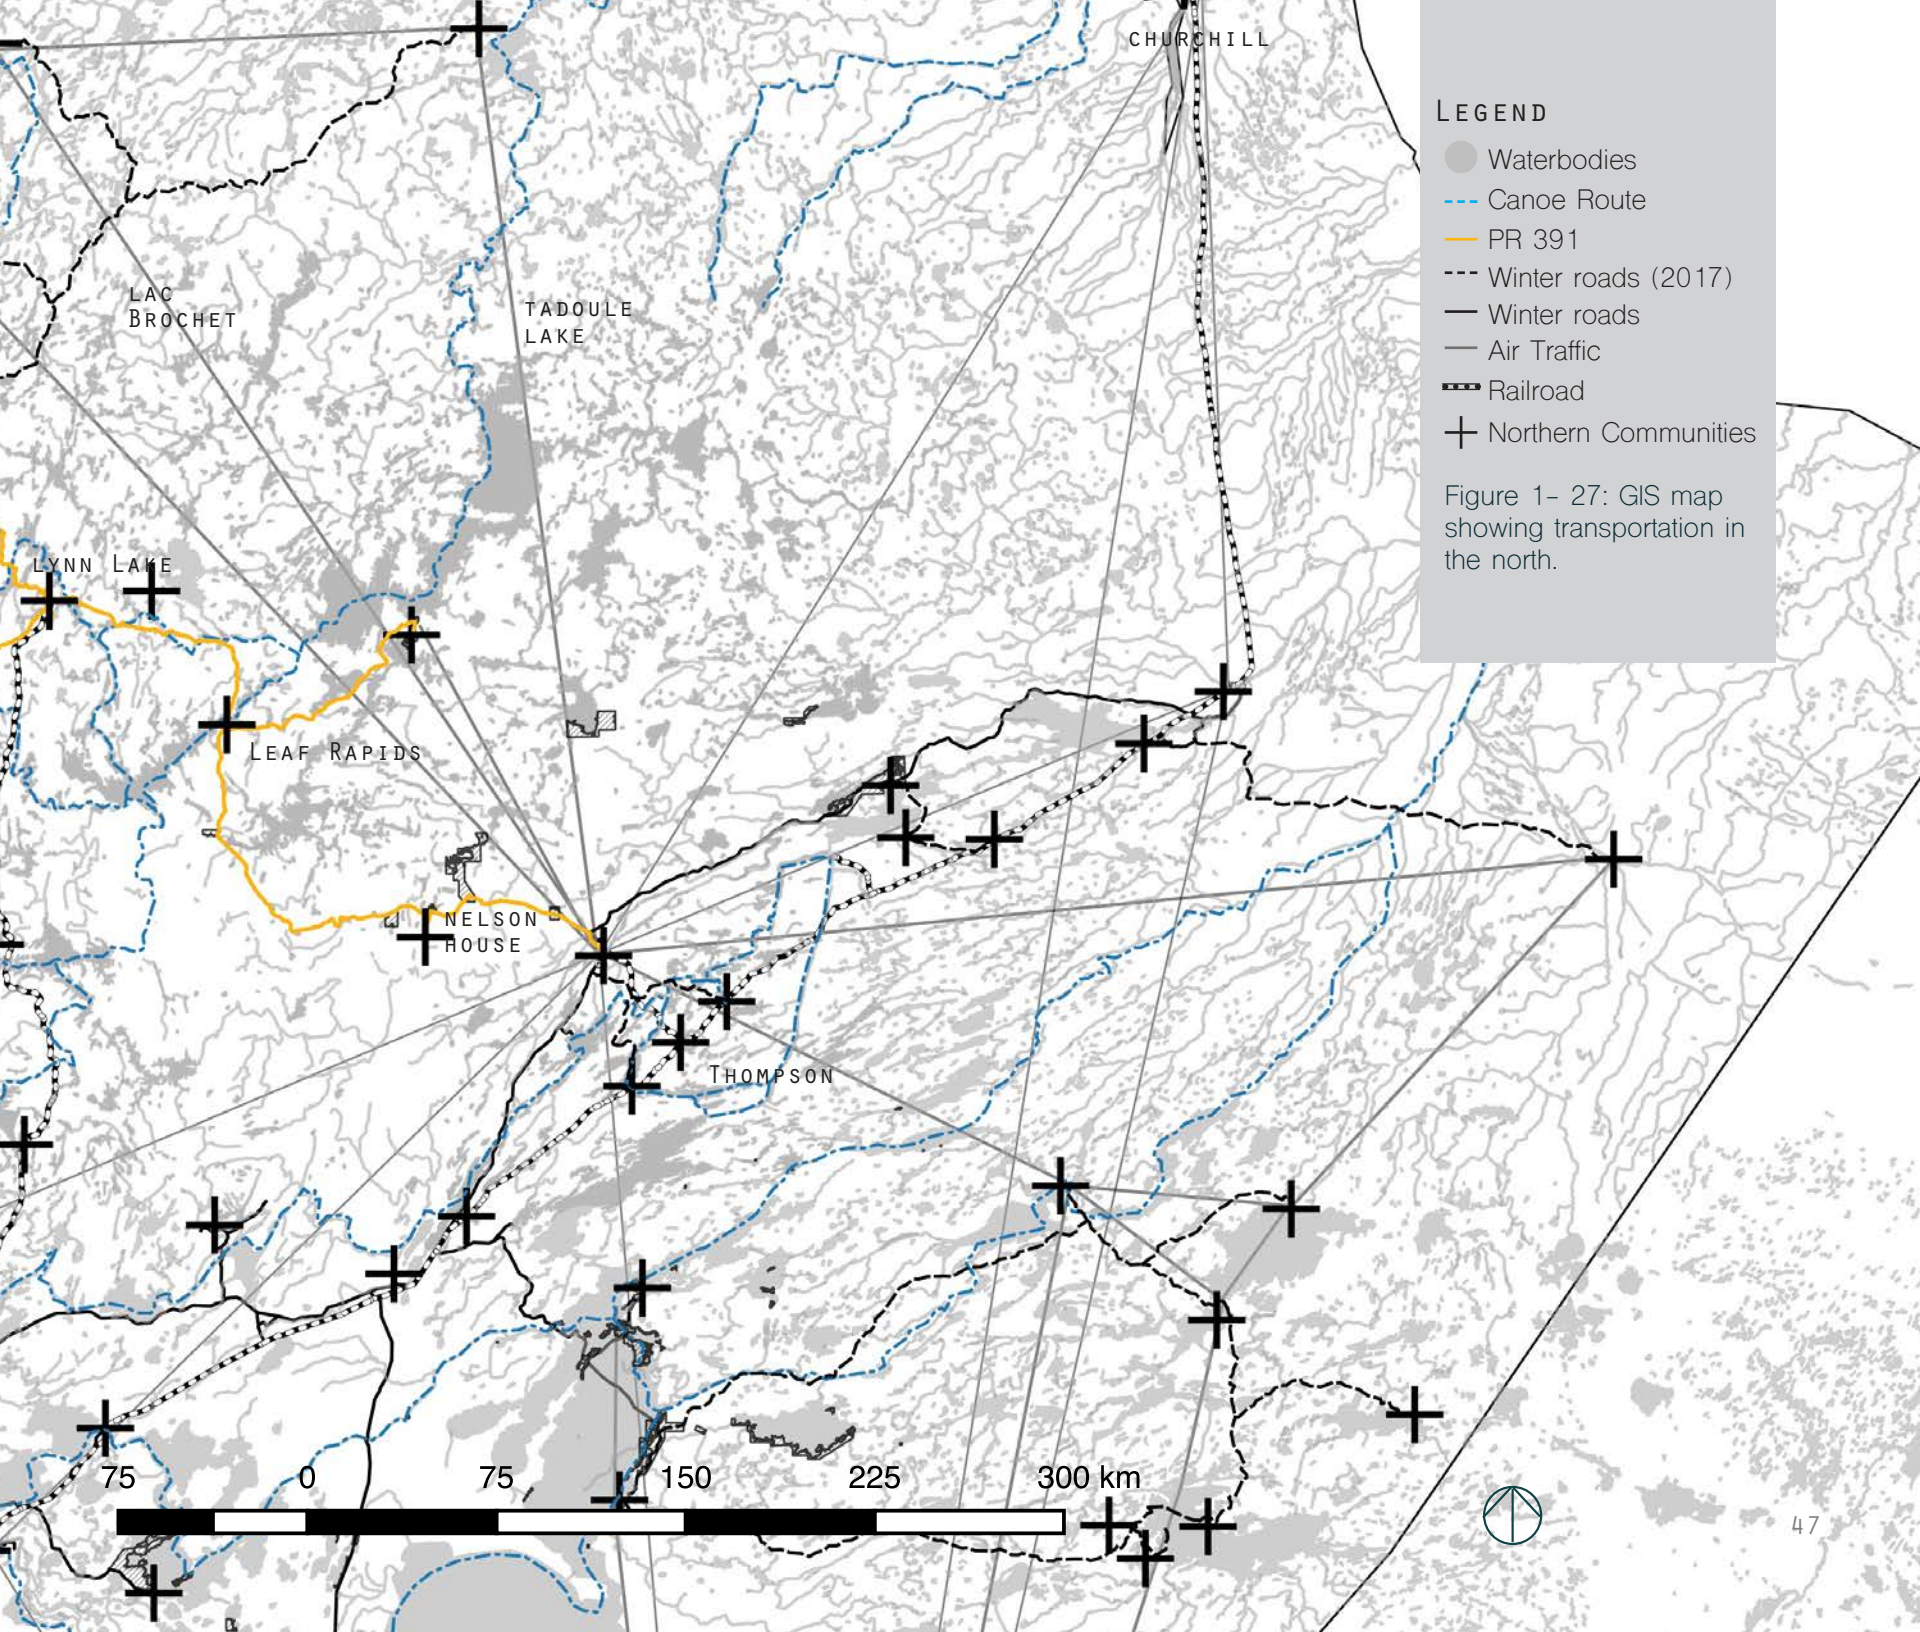 CHURCHILL
LAC
BROCHET
TADOULE
LAKE
LYNN LAKE
LEAF RAPIDS
NELSON
HOUSE
THOMPSON
LEGEND
Waterbodies
Canoe Route
PR 391
Winter roads (2017)
Winter roads
Air Traffic
Railroad
Northern Communities
Figure 1- 27: GIS map
showing transportation in
the north.
75 0 75 150 225 300 km
47